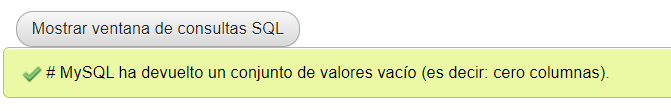 Mostrar ventana de consultas SQL
# MySQL ha devuelto un conjunto de valores vacío (es decir: cero columnas).